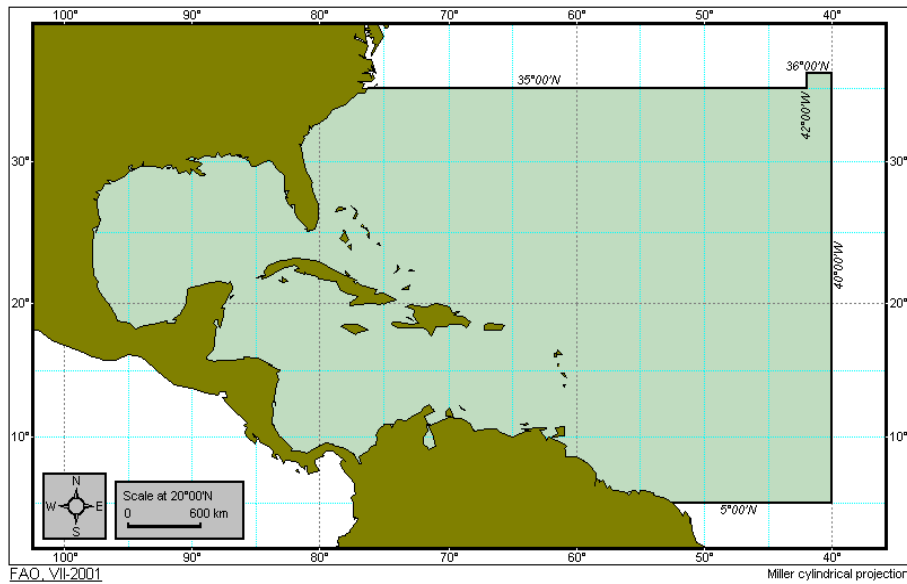 100° 90° 80° 70° 60° 50° 40°
36°00'N
35°00'N
42°00'W
30° 30°
40°00'W
20° 20°
10° 10°
N
W E
S
Scale at 20°00'N
0 600 km
5°00'N
100° 90° 80° 70° 60° 50° 40°
FAO, VII-2001 Miller cylindrical projection